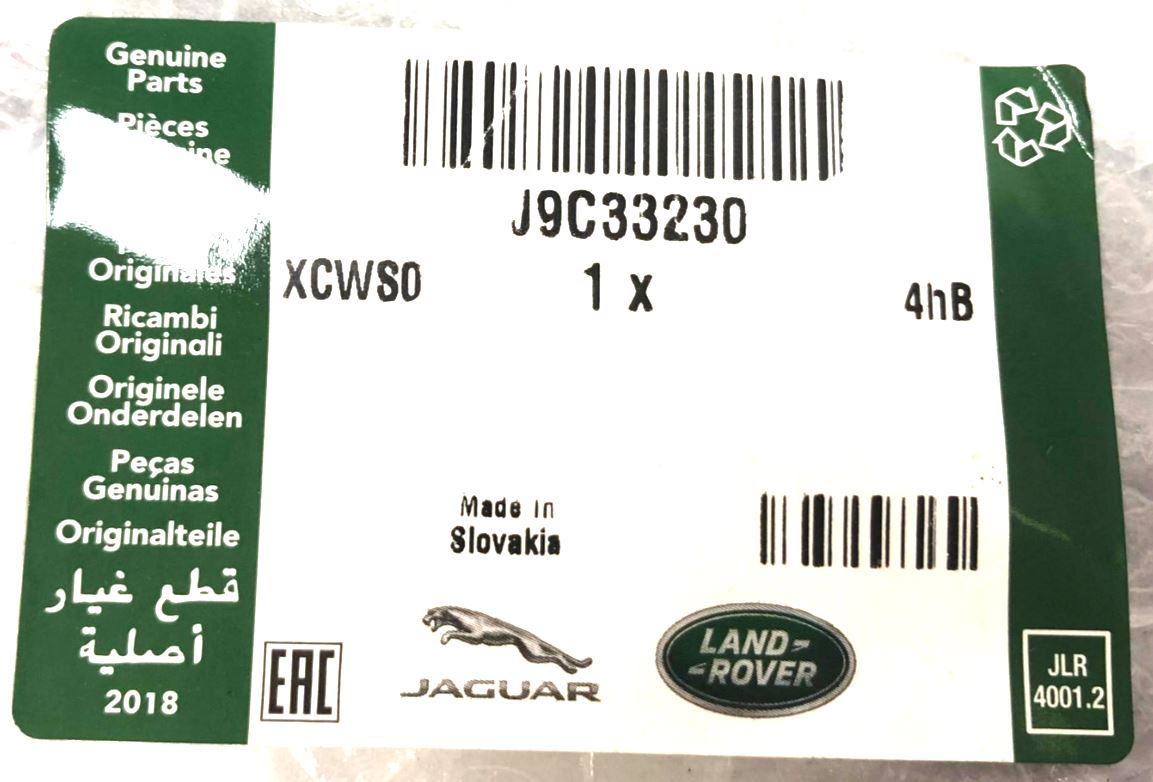 Genuine
Parts
Pièces
Originales
Ricambi
Originali
Originele
Onderdelen
Peças
Genuinas
Originalteile
قطع غيار
أصلية
2018
J9C33230
XCWS0 1 x 4hB
Made in
Slovakia
EAC
JAGUAR
LAND
ROVER
JLR
4001.2